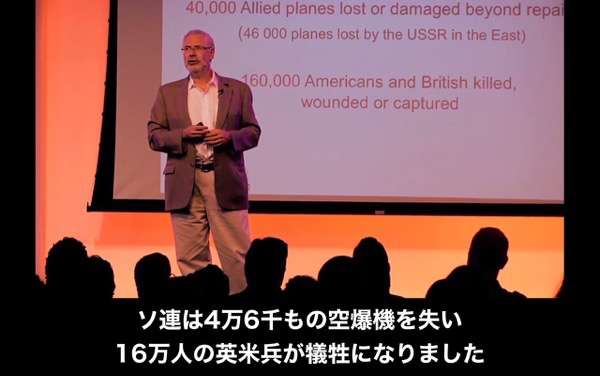 40,000 Allied planes lost or damaged beyond repai
(46 000 planes lost by the USSR in the East)
160,000 Americans and British killed,
wounded or captured
ソ連は4万6千もの空爆機を失い
16万人の英米兵が犠牲になりました